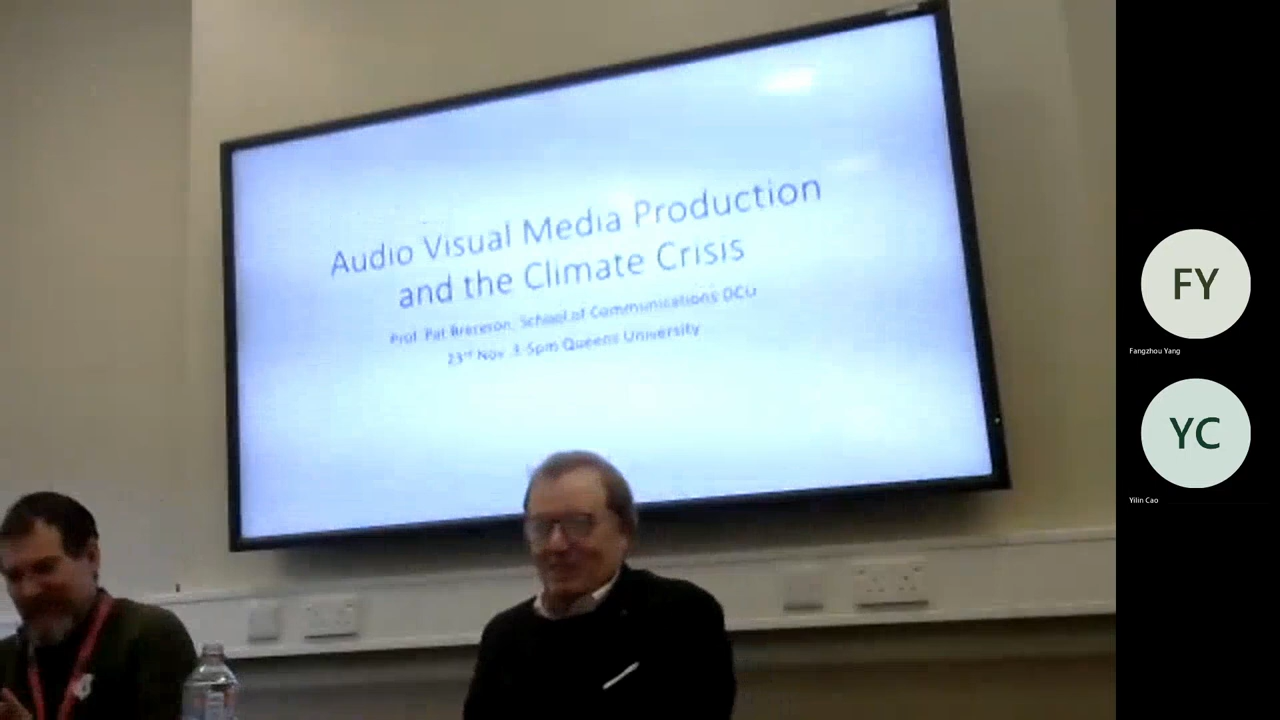 Audio Visual Media Production
and the Climate Crisis
Prof Pat Brereton, School of Communications DCU
23rd Nov 3-5pm Queens University
FY
Fangzhou Yang
YC
Yilin Cao